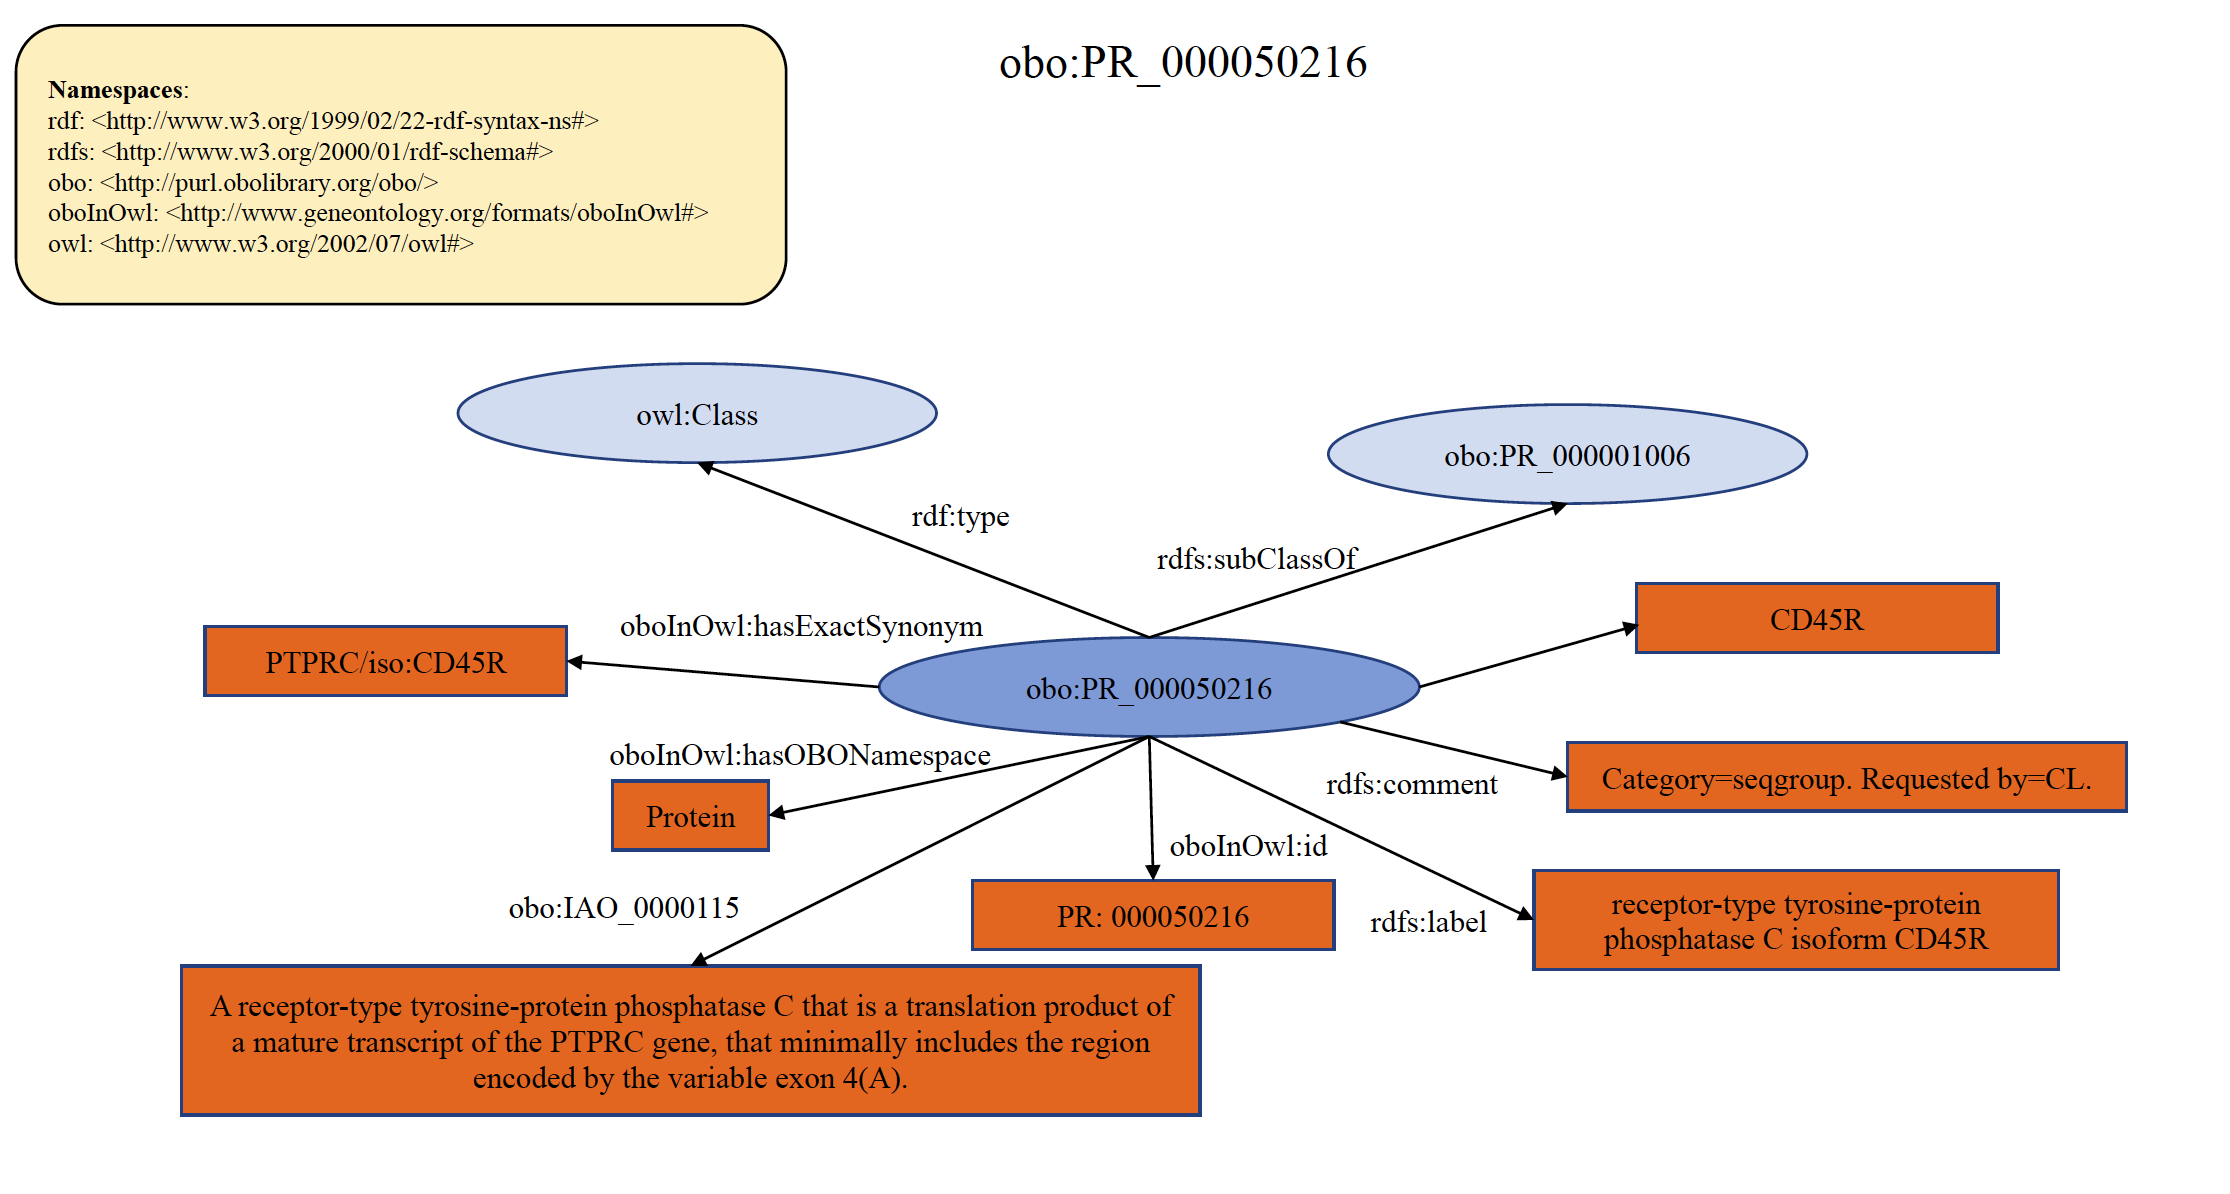 obo:PR_000050216
Namespaces:
rdf: <http://www.w3.org/1999/02/22-rdf-syntax-ns#>
rdfs: <http://www.w3.org/2000/01/rdf-schema#>
obo: <http://purl.obolibrary.org/obo/>
oboInOwl: <http://www.geneontology.org/formats/oboInOwl#>
owl: <http://www.w3.org/2002/07/owl#>
owl:Class
obo:PR_000001006
rdf:type
rdfs:subClassOf
CD45R
oboInOwl:hasExactSynonym
PTPRC/iso:CD45R
obo:PR_000050216
oboInOwl:hasOBONamespace
Protein
rdfs:comment
Category=seqgroup. Requested by=CL.
oboInOwl:id
PR: 000050216
obo:IAO_0000115
rdfs:label
receptor-type tyrosine-protein
phosphatase C isoform CD45R
A receptor-type tyrosine-protein phosphatase C that is a translation product of
a mature transcript of the PTPRC gene, that minimally includes the region
encoded by the variable exon 4(A).